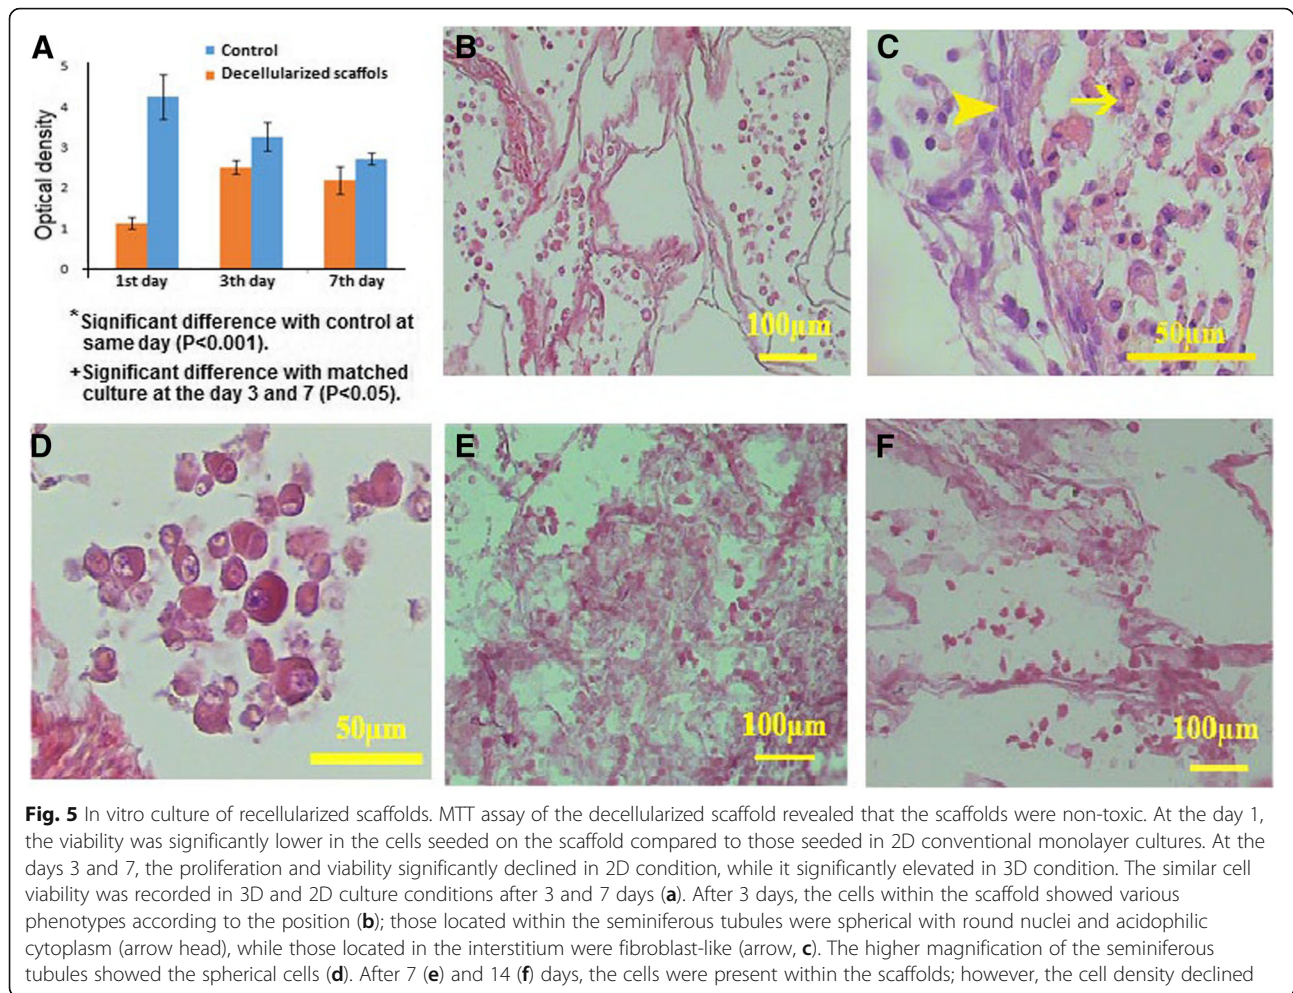 A
Control
Decellularized scaffols
5
4
3
2
1
0
Optical density
1st day
3th day
7th day
*Significant difference with control at
same day (P<0.001).
+Significant difference with matched
culture at the day 3 and 7 (P<0.05).
B
100μm
C
50μm
D
50μm
E
100μm
F
100μm
Fig. 5 In vitro culture of recellularized scaffolds. MTT assay of the decellularized scaffold revealed that the scaffolds were non-toxic. At the day 1,
the viability was significantly lower in the cells seeded on the scaffold compared to those seeded in 2D conventional monolayer cultures. At the
days 3 and 7, the proliferation and viability significantly declined in 2D condition, while it significantly elevated in 3D condition. The similar cell
viability was recorded in 3D and 2D culture conditions after 3 and 7 days (a). After 3 days, the cells within the scaffold showed various
phenotypes according to the position (b); those located within the seminiferous tubules were spherical with round nuclei and acidophilic
cytoplasm (arrow head), while those located in the interstitium were fibroblast-like (arrow, c). The higher magnification of the seminiferous
tubules showed the spherical cells (d). After 7 (e) and 14 (f) days, the cells were present within the scaffolds; however, the cell density declined